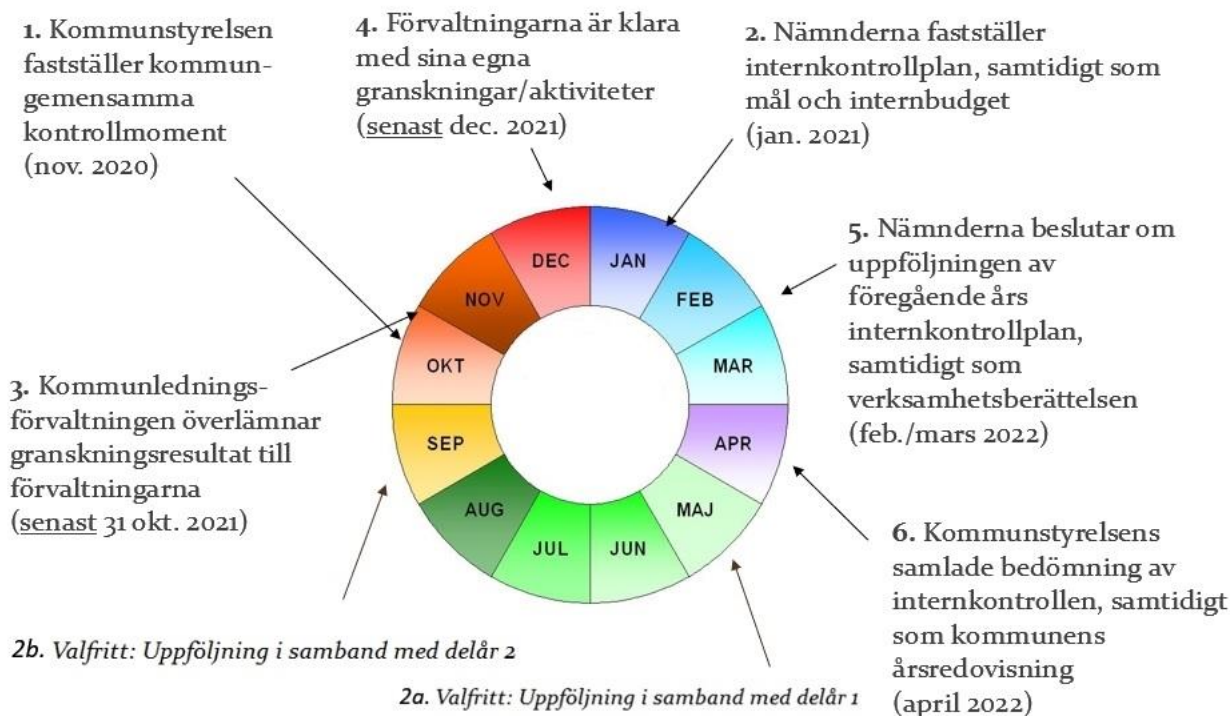 1. Kommunstyrelsen
fastställer kommun-
gemensamma
kontrollmoment
(nov. 2020)
4. Förvaltningarna är klara
med sina egna
granskningar/aktiviteter
(senast dec. 2021)
2. Nämnderna fastställer
internkontrollplan, samtidigt som
mål och internbudget
(jan. 2021)
5. Nämnderna beslutar om
uppföljningen av
föregående års
internkontrollplan,
samtidigt som
verksamhetsberättelsen
(feb./mars 2022)
3. Kommunlednings-
förvaltningen överlämnar
granskningsresultat till
förvaltningarna
(senast 31 okt. 2021)
JAN
FEB
MAR
APR
MAJ
JUN
JUL
AUG
SEP
OKT
NOV
DEC
6. Kommunstyrelsens
samlade bedömning av
internkontrollen, samtidigt
som kommunens
årsredovisning
(april 2022)
2b. Valfritt: Uppföljning i samband med delår 2
2a. Valfritt: Uppföljning i samband med delår 1